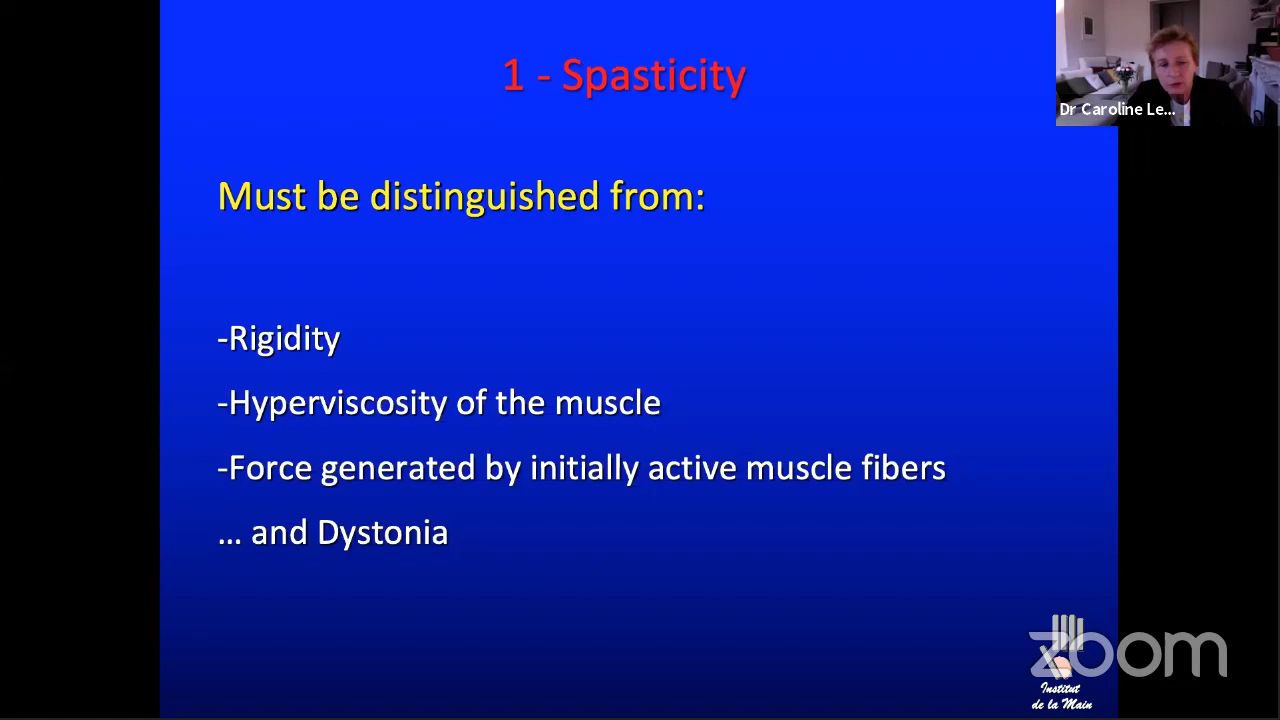 1 - Spasticity
Dr Caroline Le...
Must be distinguished from:
-Rigidity
-Hyperviscosity of the muscle
-Force generated by initially active muscle fibers
... and Dystonia
zoom
Institut
de la Main